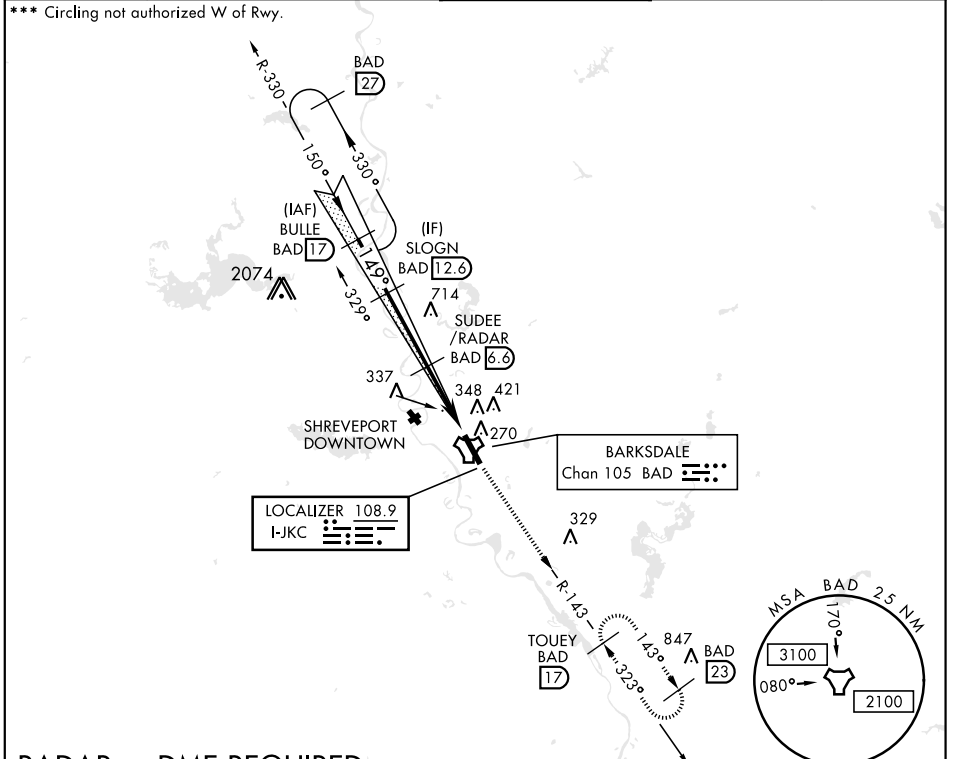 *** Circling not authorized W of Rwy.
BAD
27
R-330
150°
330°
(IAF)
BULLE
BAD 17
(IF)
SLOGN
BAD 12.6
149°
329°
2074
714
SUDEE
/RADAR
BAD 6.6
337
348
421
270
SHREVEPORT
DOWNTOWN
BARKSDALE
Chan 105 BAD
LOCALIZER 108.9
I-JKC
329
R-143
TOUEY
BAD
17
143°
323°
847
BAD
23
MSA BAD 25 NM
170°
3100
080°
2100